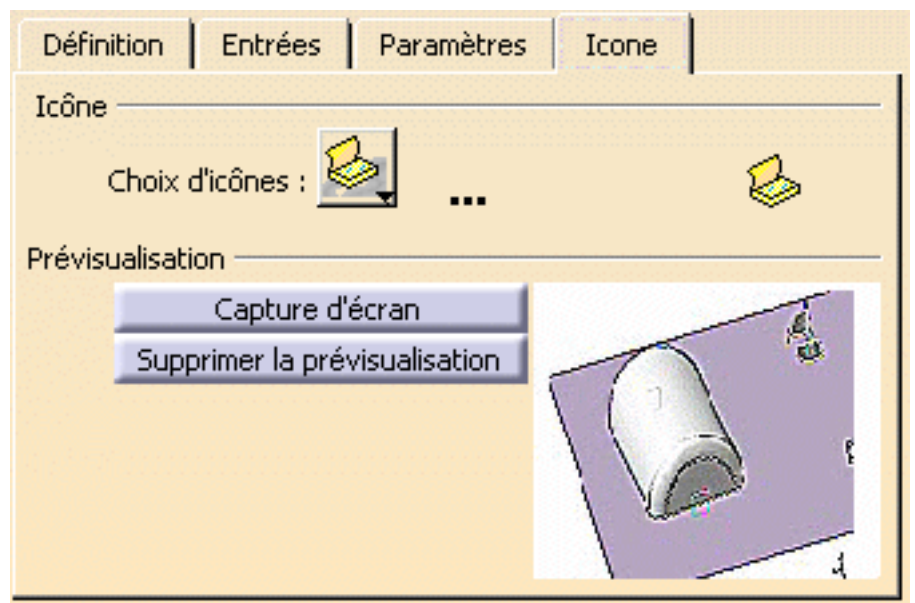 Définition Entrées Paramètres Icone
Icône
Choix d'icônes : ...
Prévisualisation
Capture d'écran
Supprimer la prévisualisation